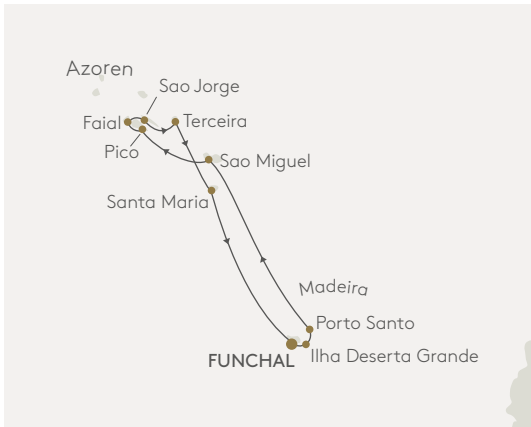 Azoren
Sao Jorge
Faial
Terceira
Pico
Sao Miguel
Santa Maria
Madeira
Porto Santo
FUNCHAL
Ilha Deserta Grande